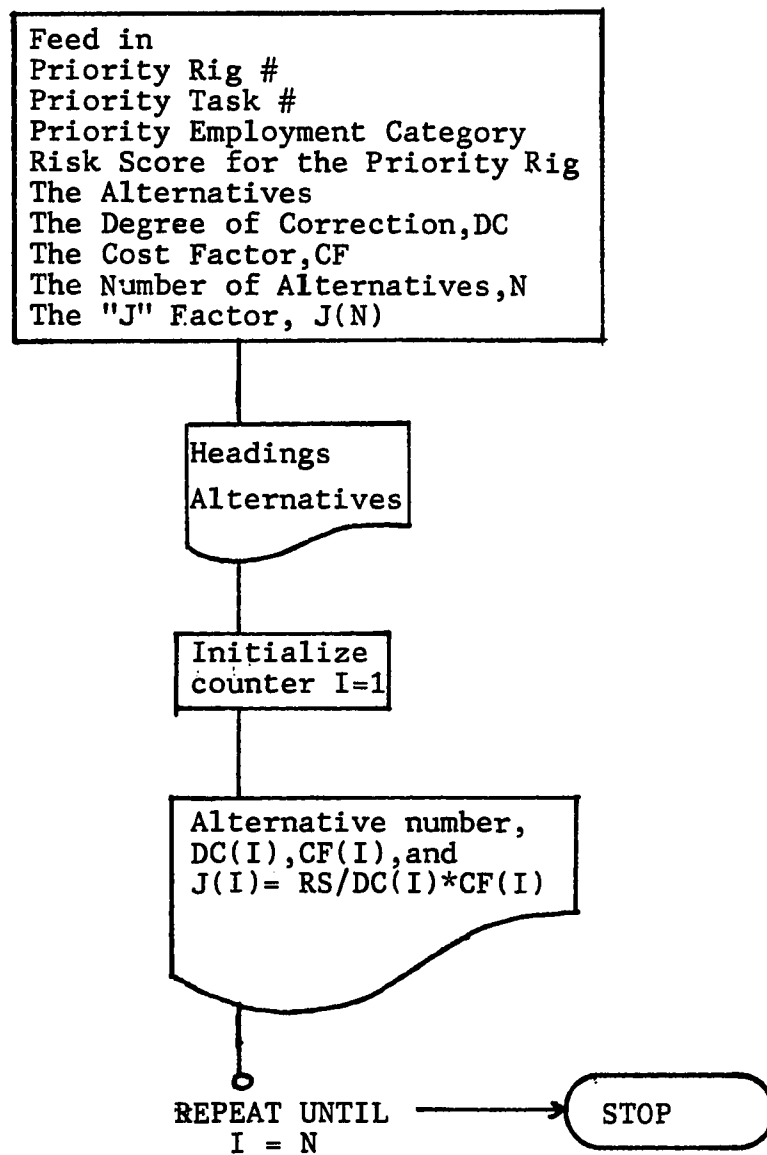 Feed in
Priority Rig #
Priority Task #
Priority Employment Category
Risk Score for the Priority Rig
The Alternatives
The Degree of Correction,DC
The Cost Factor,CF
The Number of Alternatives,N
The "J" Factor, J(N)
Headings
Alternatives
Initialize
counter I=1
Alternative number,
DC(I),CF(I),and
J(I)= RS/DC(I)*CF(I)
REPEAT UNTIL
I = N
STOP